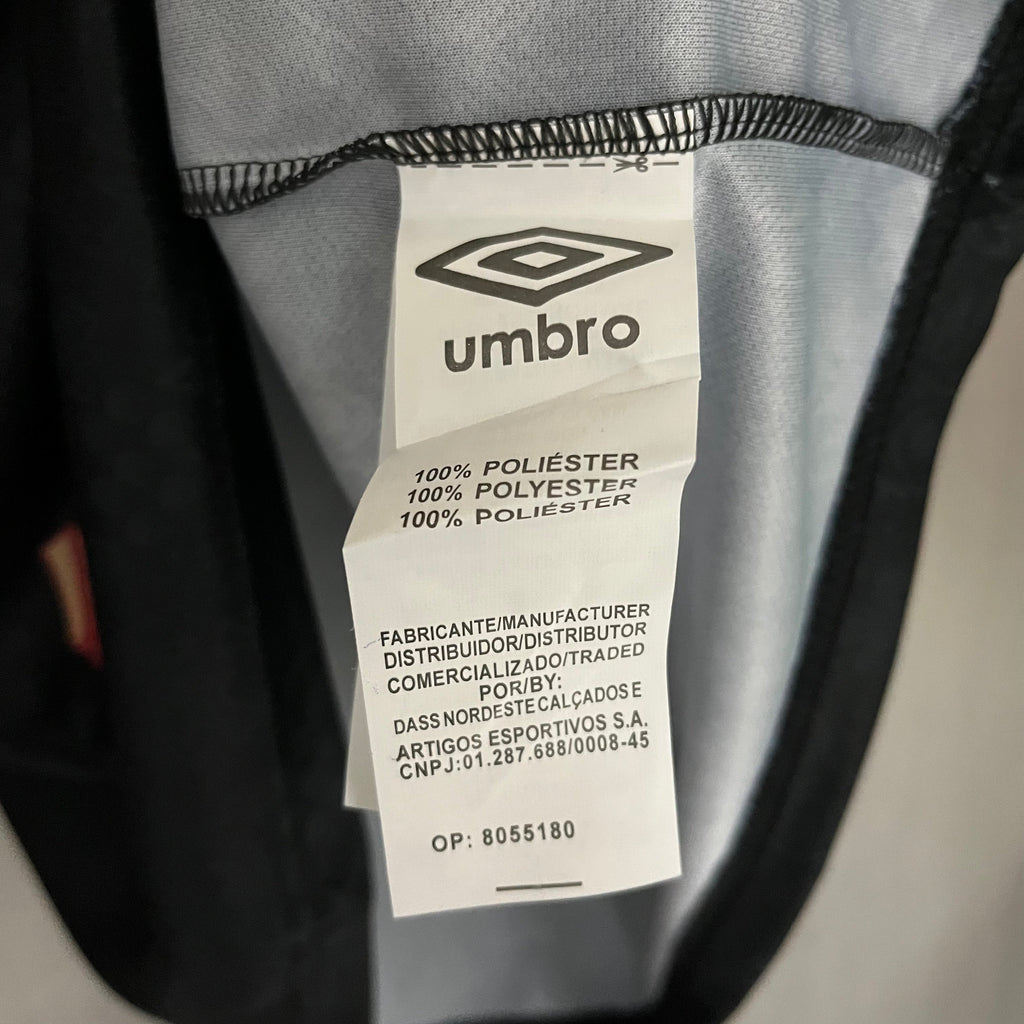 umbro
100% POLIÉSTER
100% POLYESTER
100% POLIÉSTER
FABRICANTE/MANUFACTURER
DISTRIBUIDOR/DISTRIBUTOR
COMERCIALIZADO/TRADED
POR/BY:
DASS NORDESTE CALÇADOS E
ARTIGOS ESPORTIVOS S.A.
CNPJ:01.287.688/0008-45
OP: 8055180